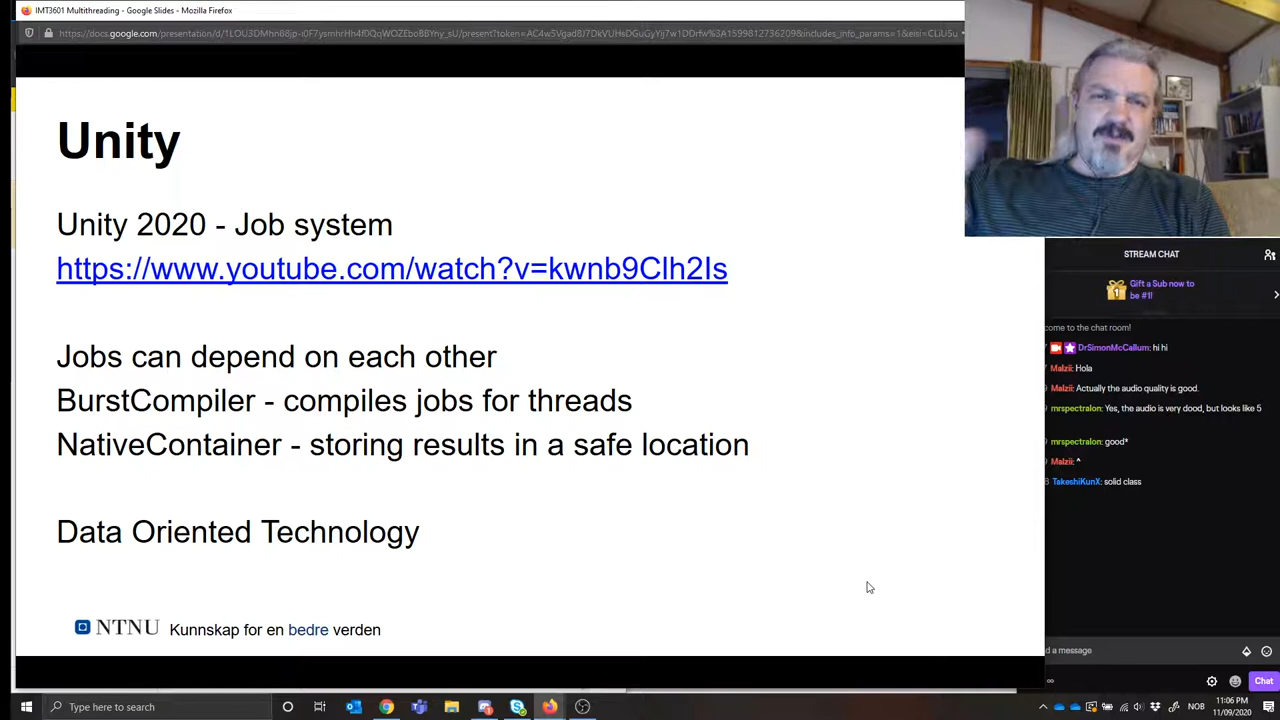 IMT3601 Multithreading - Google Slides - Mozilla Firefox
Unity
Unity 2020 - Job system
https://www.youtube.com/watch?v=kwnb9Clh2Is
Jobs can depend on each other
BurstCompiler - compiles jobs for threads
NativeContainer - storing results in a safe location
Data Oriented Technology
NTNU Kunnskap for en bedre verden
STREAM CHAT
Gift a Sub now to
be #1!
come to the chat room!
DrSimonMcCallum: hi hi
Malzii: Hola
Malzii: Actually the audio quality is good.
mrspectralon: Yes, the audio is very dood, but looks like 5
mrspectralon: good*
Malzii: ^
TakeshiKunX: solid class
d a message
Chat
Type here to search
NOB
11:06 PM
11/09/2020